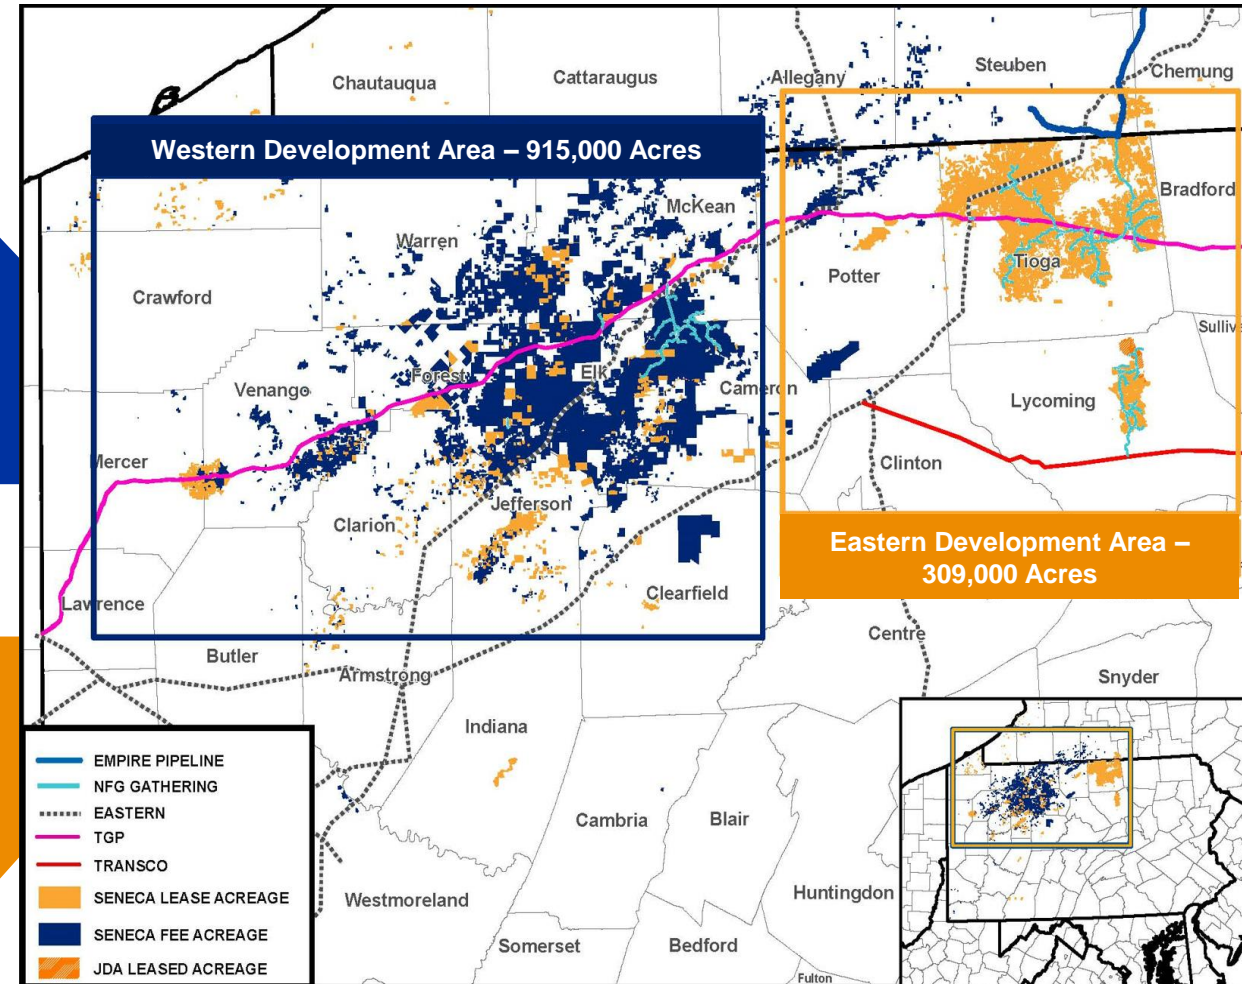 Steuben
Chemung
Allegany
Chautauqua
Cattaraugus
Western Development Area – 915,000 Acres
McKean
Bradford
Warren
Tioga
Potter
Crawford
Forest
Elk
Cameron
Venango
Lycoming
Mercer
Clinton
Jefferson
Clarion
Eastern Development Area –
309,000 Acres
Clearfield
Lawrence
Centre
Butler
Armstrong
Snyder
Indiana
EMPIRE PIPELINE
NFG GATHERING
EASTERN
TGP
TRANSCO
SENECA LEASE ACREAGE
SENECA FEE ACREAGE
JDA LEASED ACREAGE
Cambria
Blair
Huntingdon
Westmoreland
Somerset
Bedford
Fulton